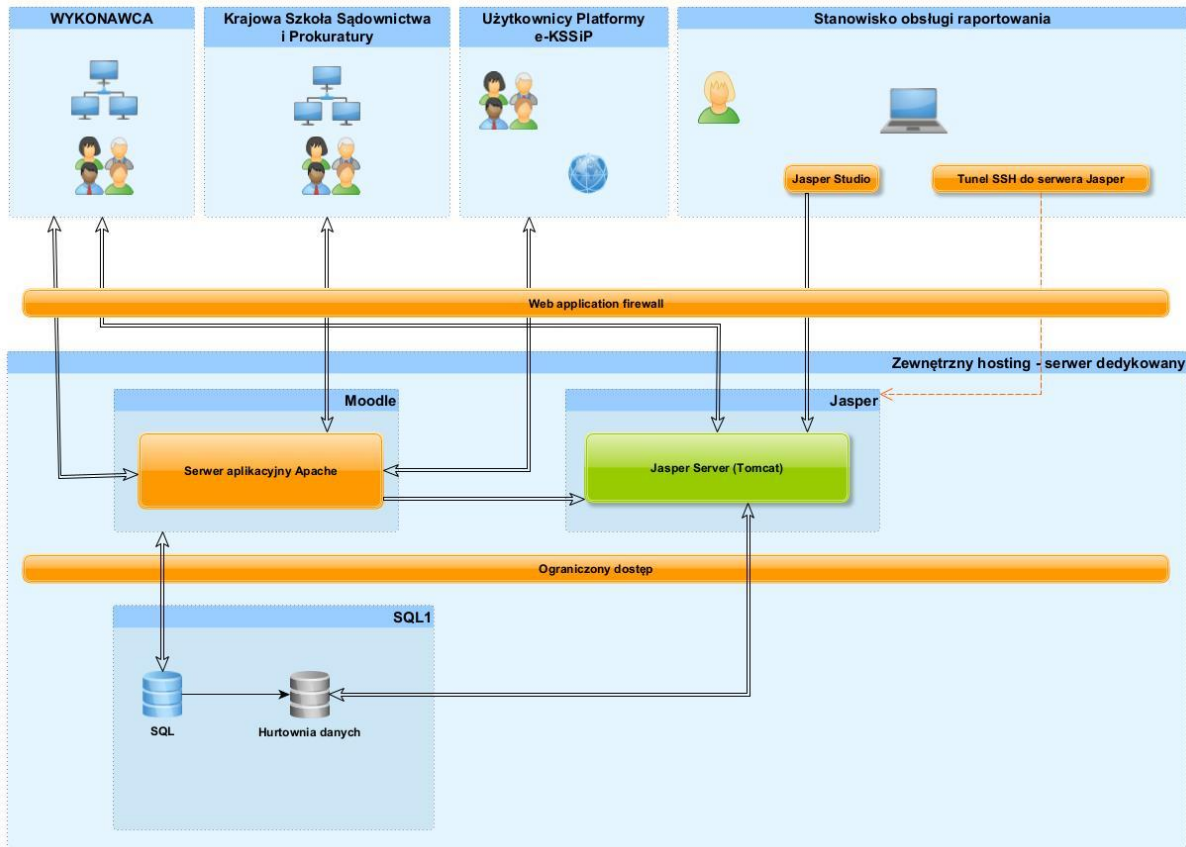 WYKONAWCA
Krajowa Szkoła Sądownictwa
i Prokuratury
Użytkownicy Platformy
e-KSSiP
Stanowisko obsługi raportowania
Jasper Studio
Tunel SSH do serwera Jasper
Web application firewall
Zewnętrzny hosting - serwer dedykowany
Moodle
Jasper
Serwer aplikacyjny Apache
Jasper Server (Tomcat)
Ograniczony dostęp
SQL1
SQL
Hurtownia danych